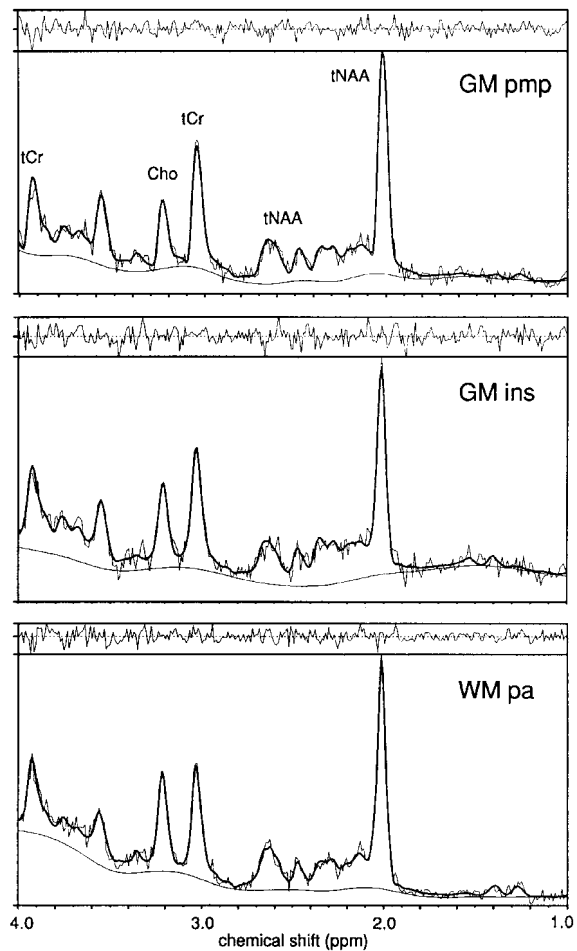 tNAA
GM pmp
tCr
tCr
Cho
tNAA
GM ins
WM pa
4.0 3.0 2.0 1.0
chemical shift (ppm)